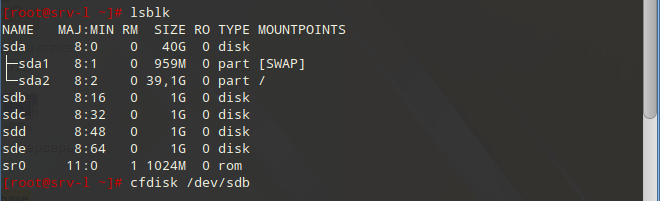 [root@srv-1 ~]# lsblk
NAME   MAJ:MIN RM  SIZE RO TYPE MOUNTPOINTS
sda      8:0    0   40G  0 disk
├─sda1   8:1    0  959M  0 part [SWAP]
└─sda2   8:2    0 39,1G  0 part /
sdb      8:16   0    1G  0 disk
sdc      8:32   0    1G  0 disk
sdd      8:48   0    1G  0 disk
sde      8:64   0    1G  0 disk
sr0     11:0    1 1024M  0 rom
[root@srv-1 ~]# cfdisk /dev/sdb